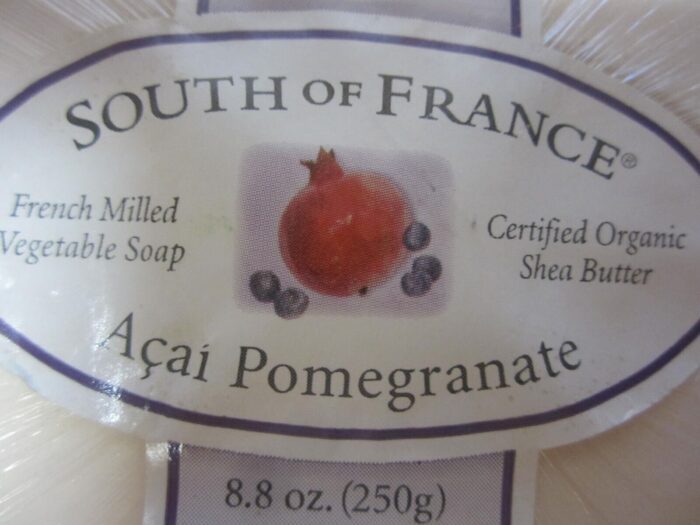 SOUTH OF FRANCE®
French Milled
Vegetable Soap
Certified Organic
Shea Butter
Açaí Pomegranate
8.8 oz. (250g)